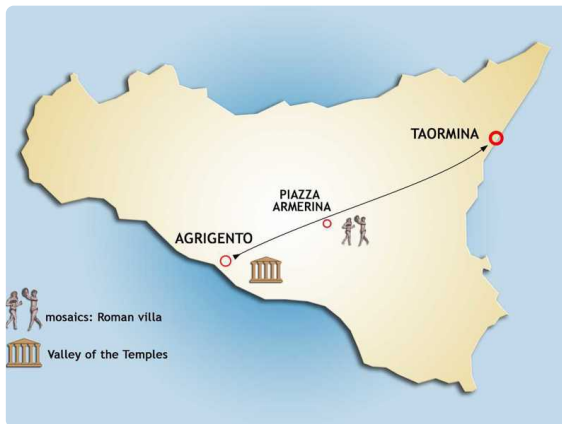 TAORMINA
PIAZZA
ARMERINA
AGRIGENTO
mosaics: Roman villa
Valley of the Temples